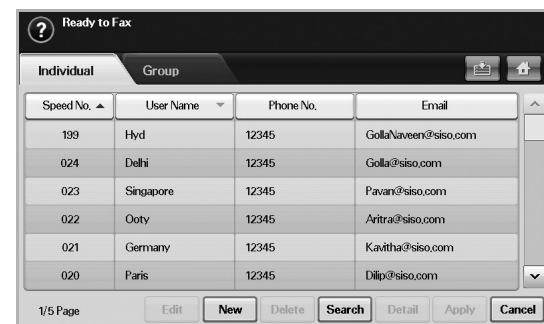 ? Ready to Fax
Individual Group
Speed No. User Name Phone No. Email
199 Hyd 12345 GollaNaveen@siso.com
024 Delhi 12345 Golla@siso.com
023 Singapore 12345 Pavan@siso.com
022 Ooty 12345 Aritra@siso.com
021 Germany 12345 Kavitha@siso.com
020 Paris 12345 Dilip@siso.com
1/5 Page Edit New Delete Search Detail Apply Cancel